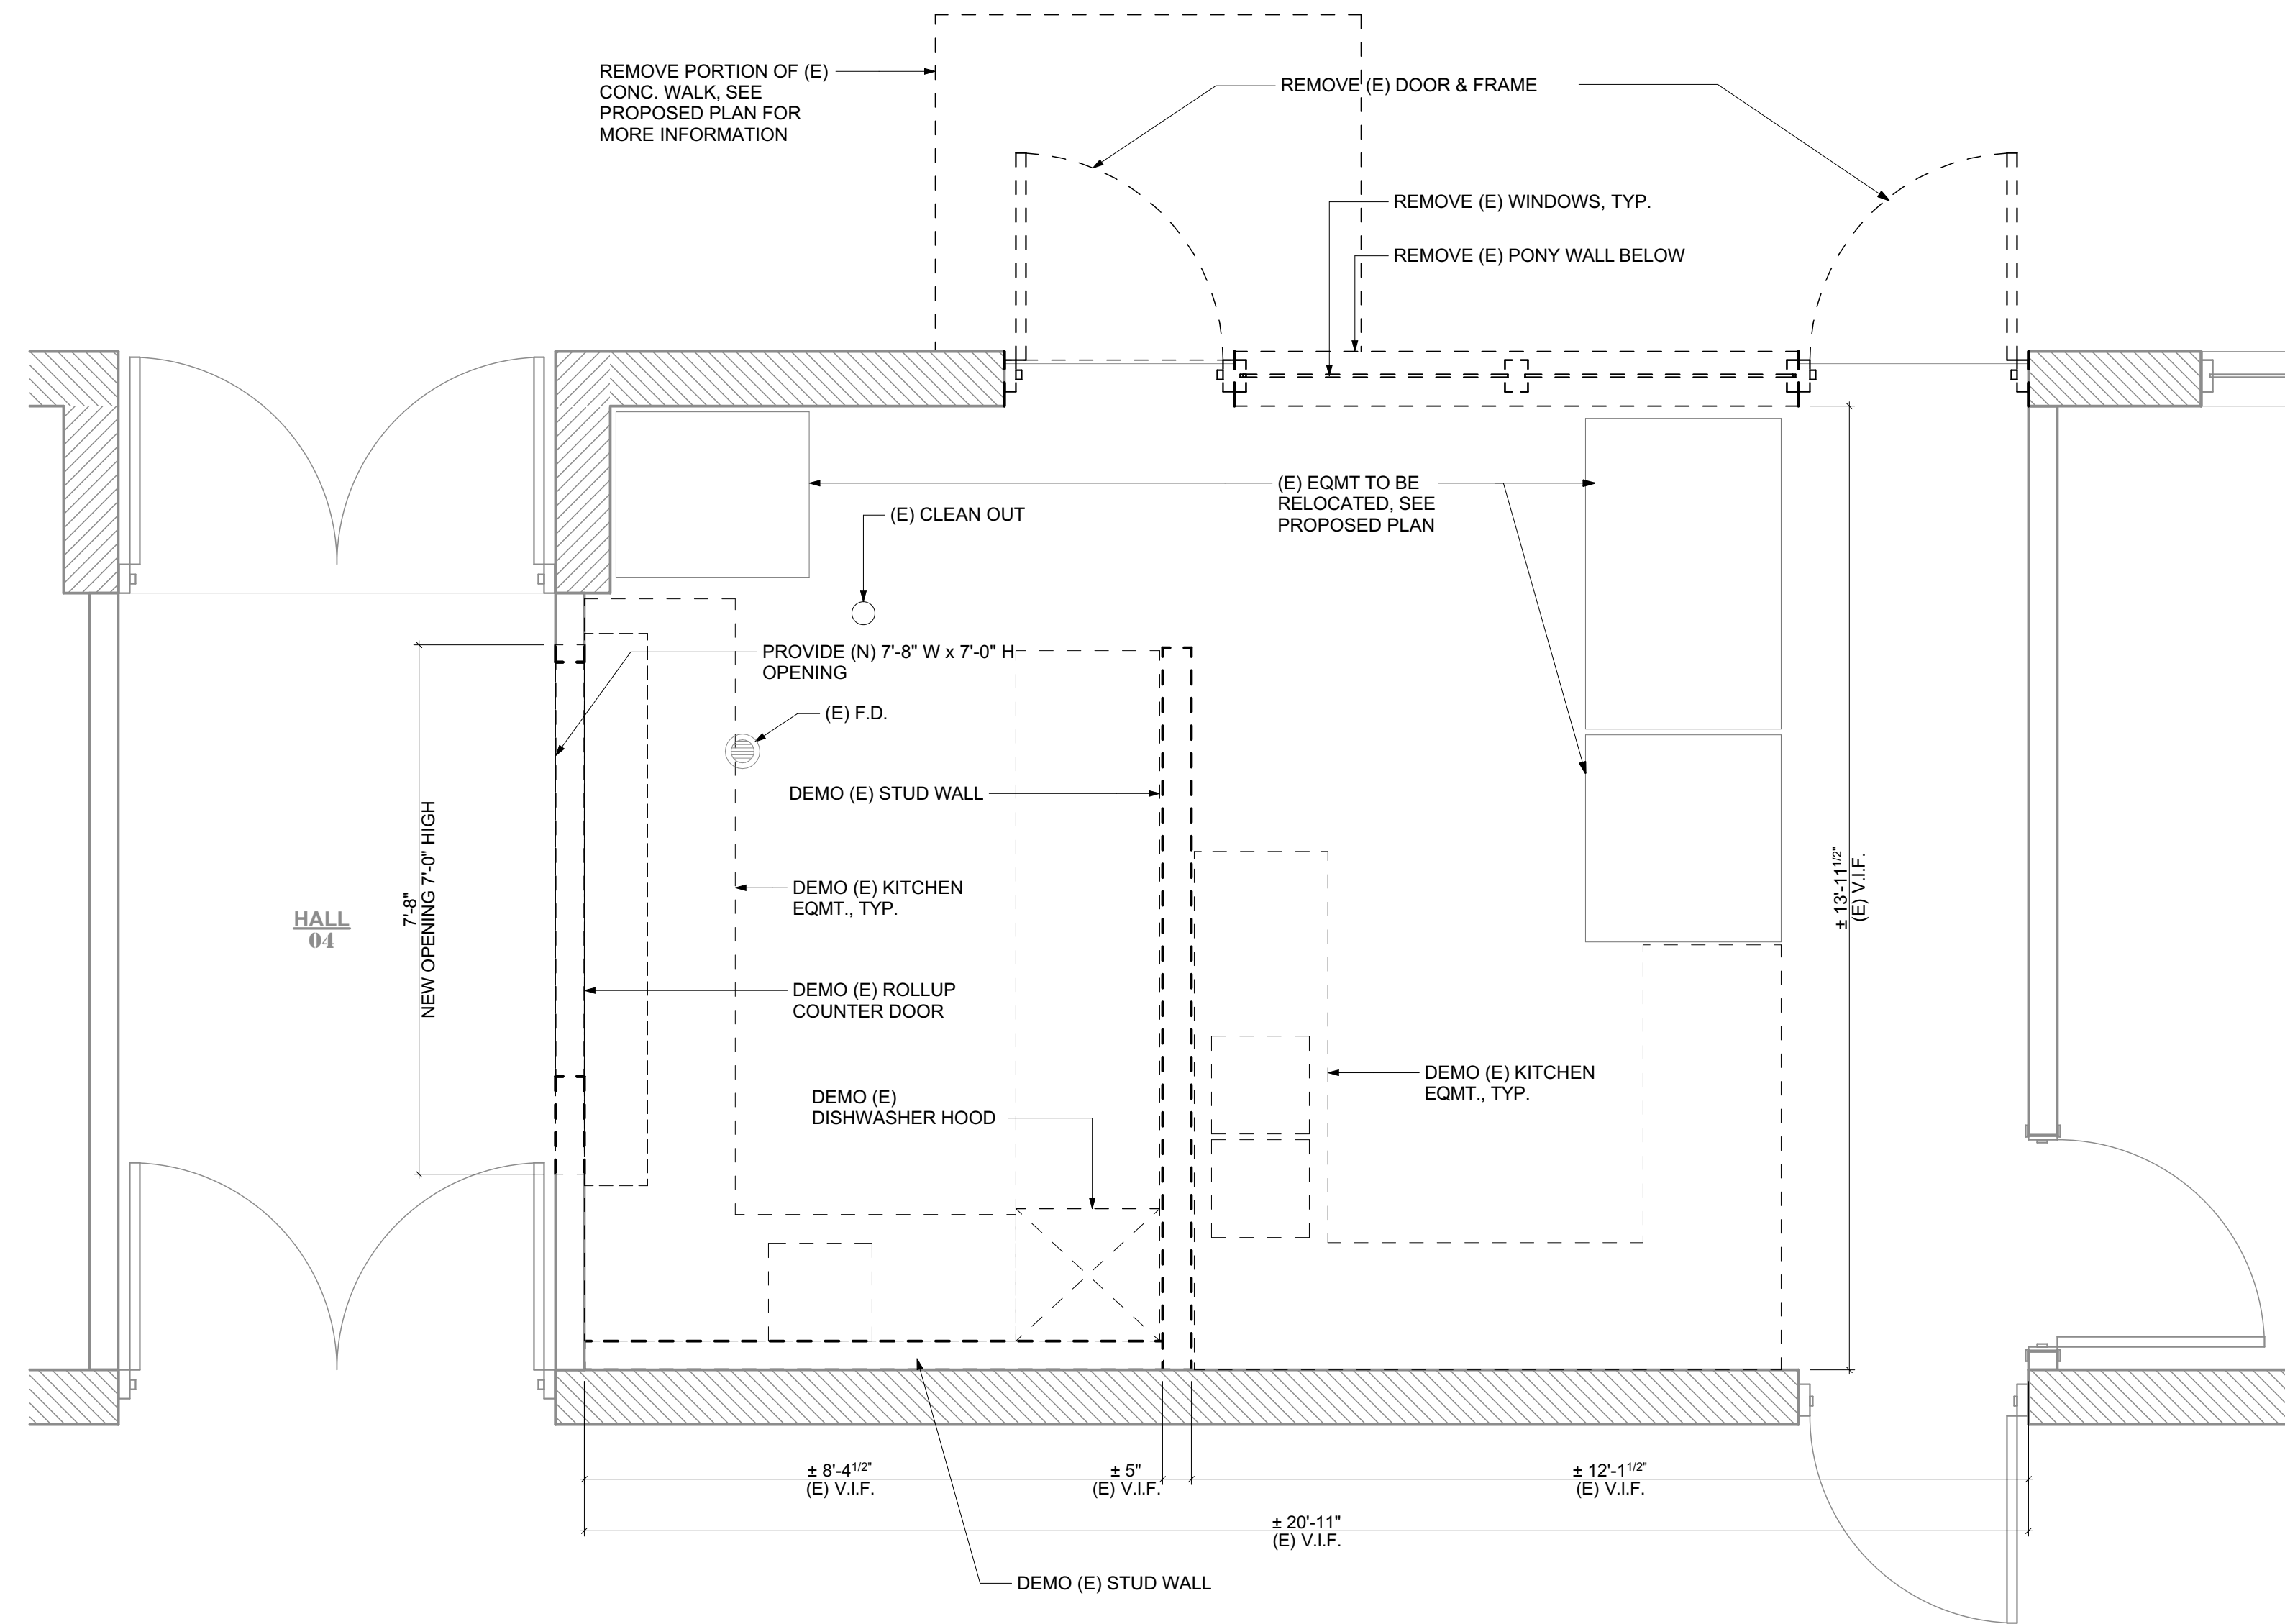 REMOVE PORTION OF (E)
CONC. WALK, SEE
PROPOSED PLAN FOR
MORE INFORMATION
REMOVE (E) DOOR & FRAME
REMOVE (E) WINDOWS, TYP.
REMOVE (E) PONY WALL BELOW
(E) EQMT TO BE
RELOCATED, SEE
PROPOSED PLAN
(E) CLEAN OUT
PROVIDE (N) 7'-8" W x 7'-0" H
OPENING
(E) F.D.
DEMO (E) STUD WALL
DEMO (E) KITCHEN
EQMT., TYP.
HALL
04
7'-8"
NEW OPENING 7'-0" HIGH
± 13'-11 1/2"
(E) V.I.F.
DEMO (E) ROLLUP
COUNTER DOOR
DEMO (E)
DISHWASHER HOOD
DEMO (E) KITCHEN
EQMT., TYP.
± 8'-4 1/2"
(E) V.I.F.
± 5"
(E) V.I.F.
± 12'-1 1/2"
(E) V.I.F.
± 20'-11"
(E) V.I.F.
DEMO (E) STUD WALL